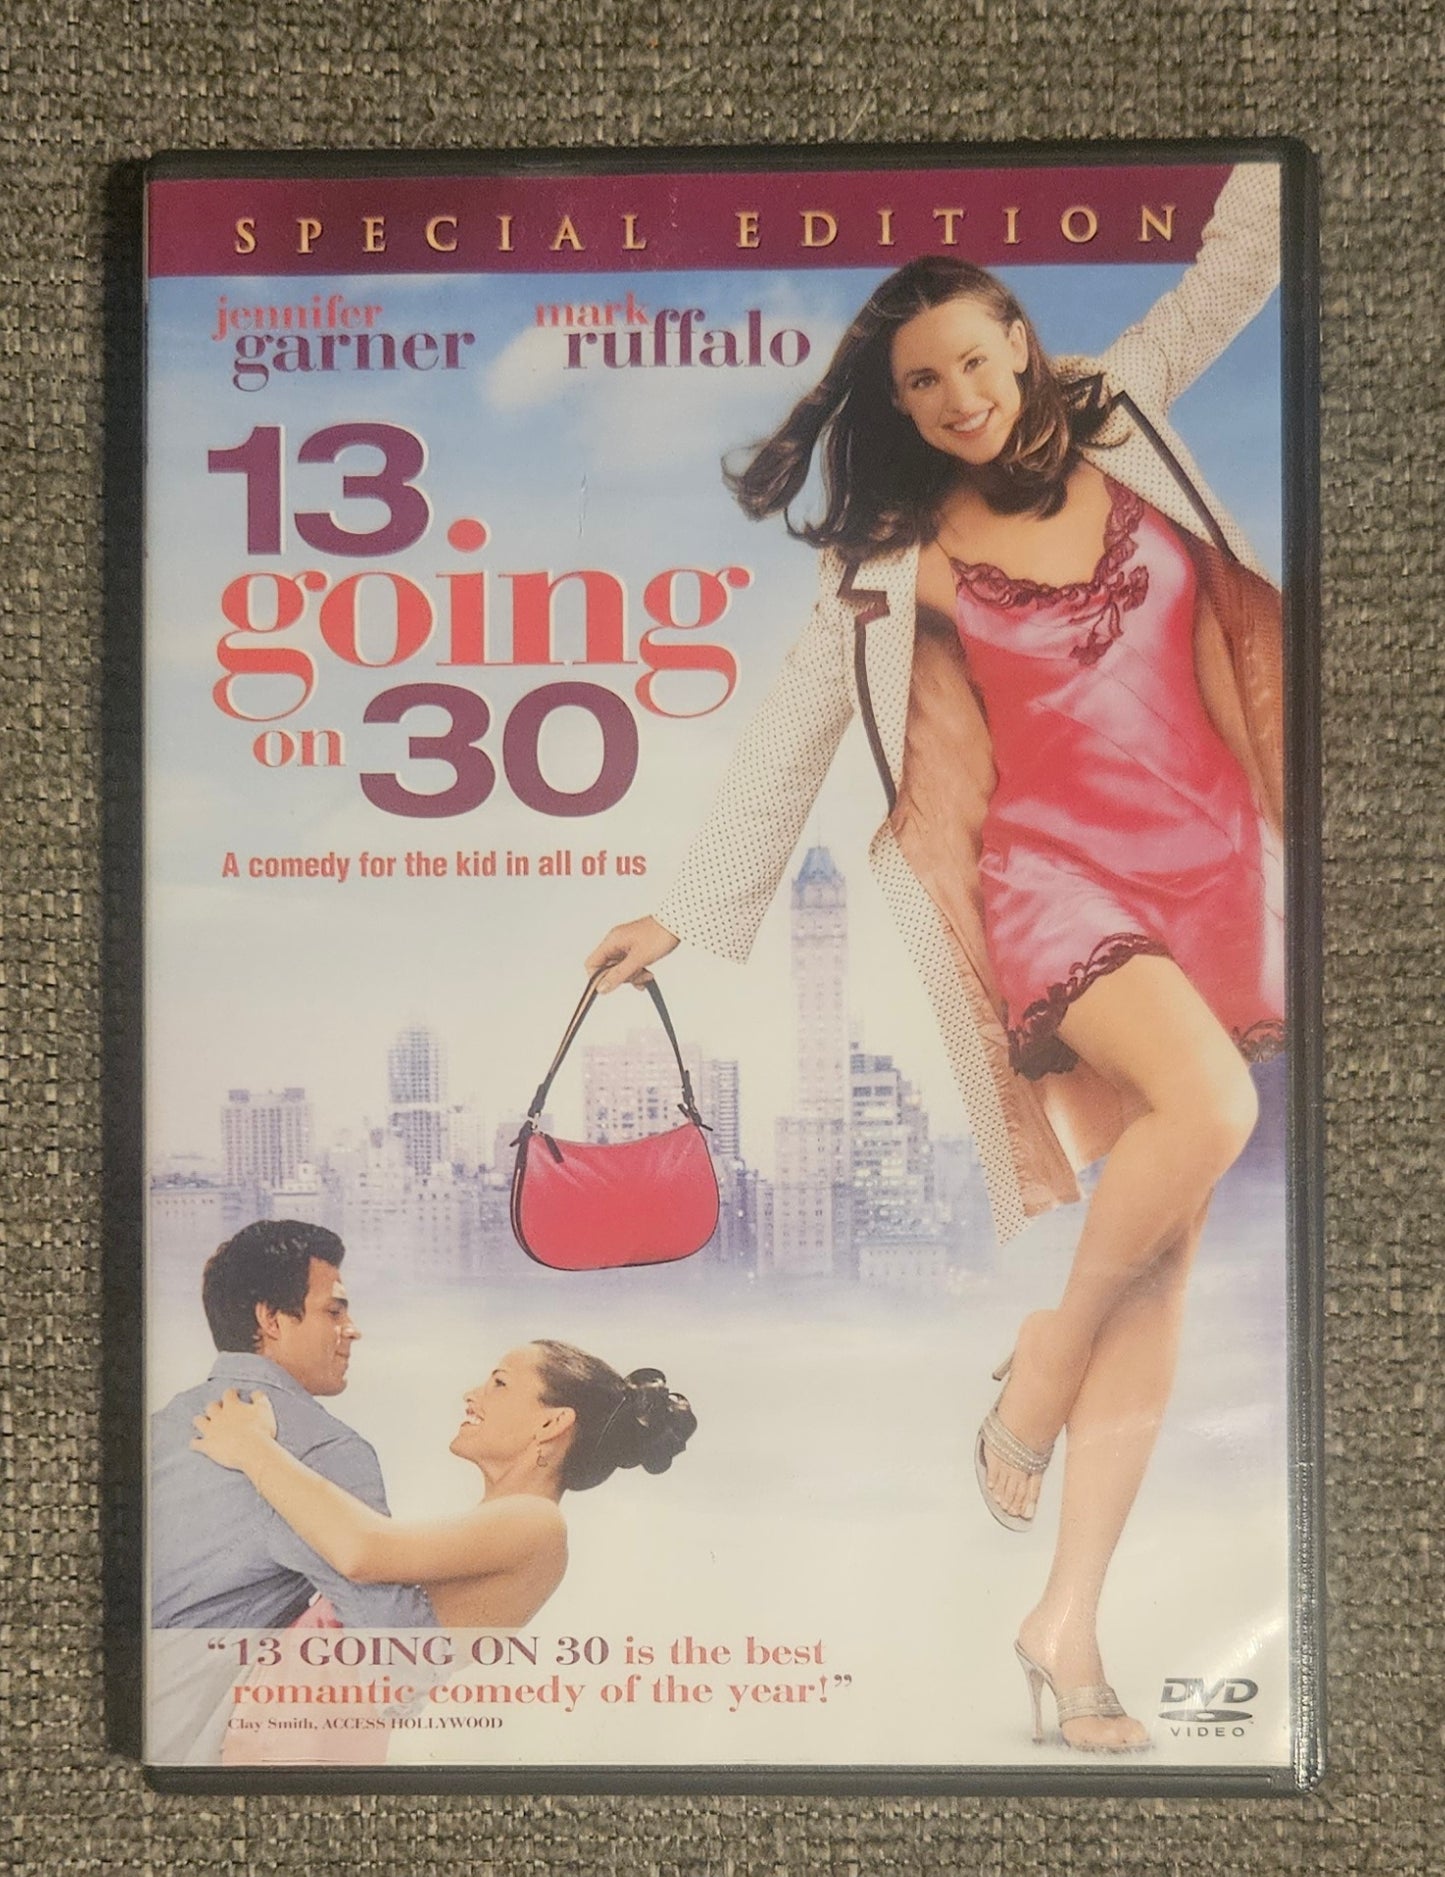 SPECIAL EDITION
jennifer garner
mark ruffalo
13
going
on 30
A comedy for the kid in all of us
“13 GOING ON 30 is the best
romantic comedy of the year!”
Clay Smith, ACCESS HOLLYWOOD
DVD
VIDEO